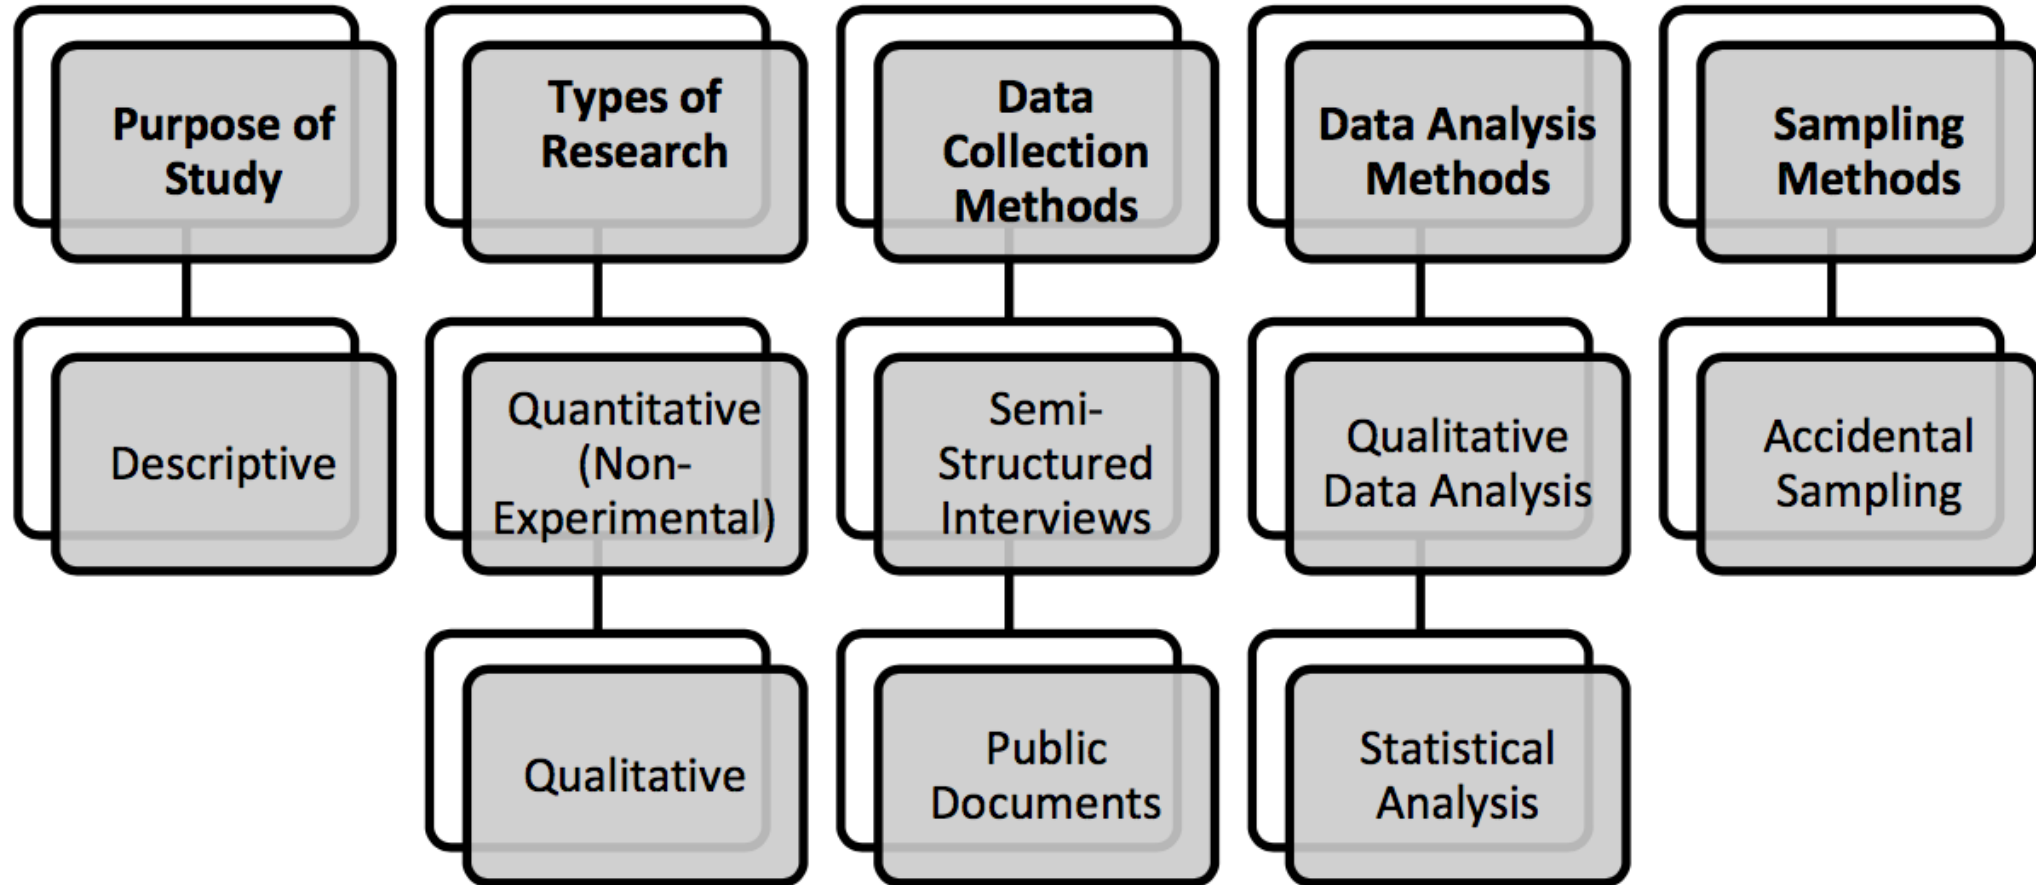 Purpose of
Study
Types of
Research
Data
Collection
Methods
Data Analysis
Methods
Sampling
Methods
Descriptive
Quantitative
(Non-
Experimental)
Semi-
Structured
Interviews
Qualitative
Data Analysis
Accidental
Sampling
Qualitative
Public
Documents
Statistical
Analysis